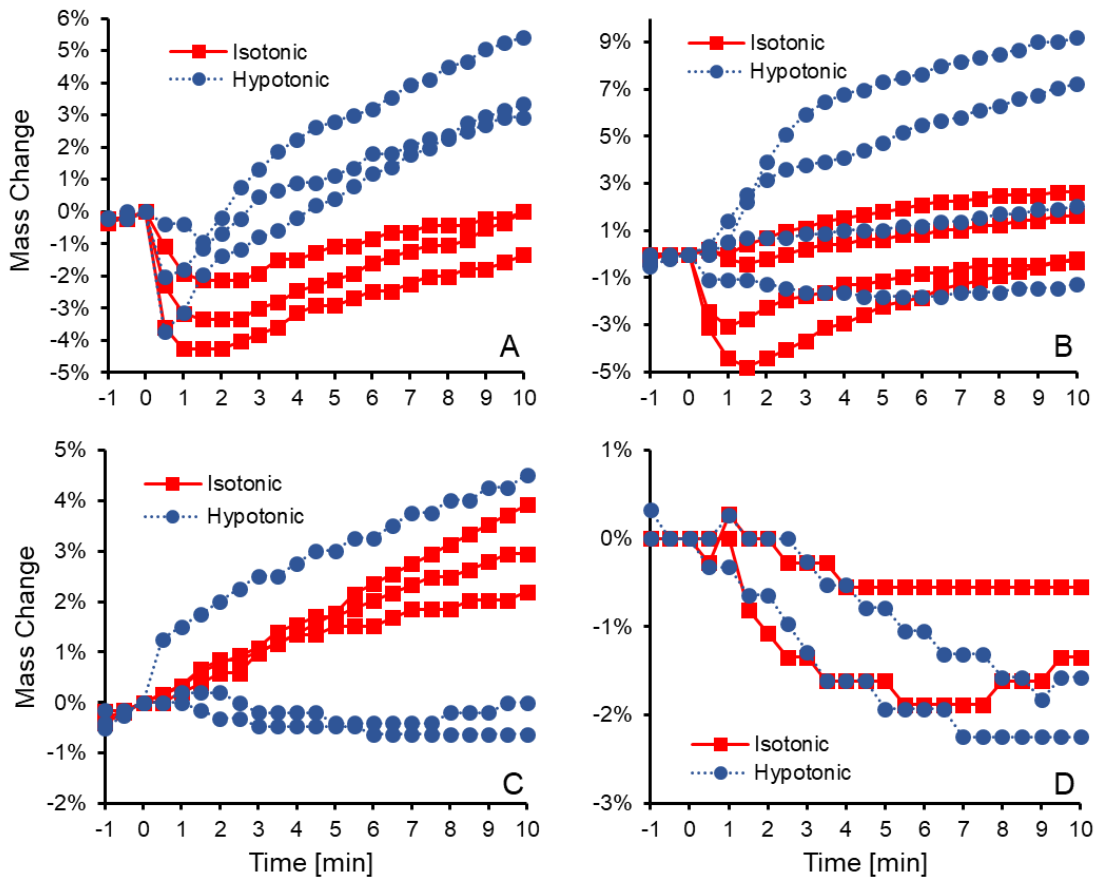 6%
5%
4%
3%
2%
1%
0%
-1%
-2%
-3%
-4%
-5%
Mass Change
Isotonic
Hypotonic
A
-1 0 1 2 3 4 5 6 7 8 9 10
9%
7%
5%
3%
1%
-1%
-3%
-5%
Isotonic
Hypotonic
B
-1 0 1 2 3 4 5 6 7 8 9 10
5%
4%
3%
2%
1%
0%
-1%
-2%
Mass Change
Isotonic
Hypotonic
C
-1 0 1 2 3 4 5 6 7 8 9 10
Time [min]
1%
0%
-1%
-2%
-3%
Isotonic
Hypotonic
D
-1 0 1 2 3 4 5 6 7 8 9 10
Time [min]